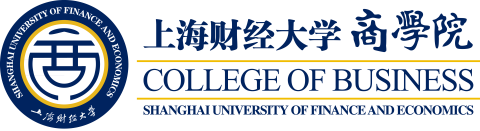 SHANGHAI UNIVERSITY OF FINANCE AND ECONOMICS
商
上海财经大学
上海财经大学 商學院
COLLEGE OF BUSINESS
SHANGHAI UNIVERSITY OF FINANCE AND ECONOMICS